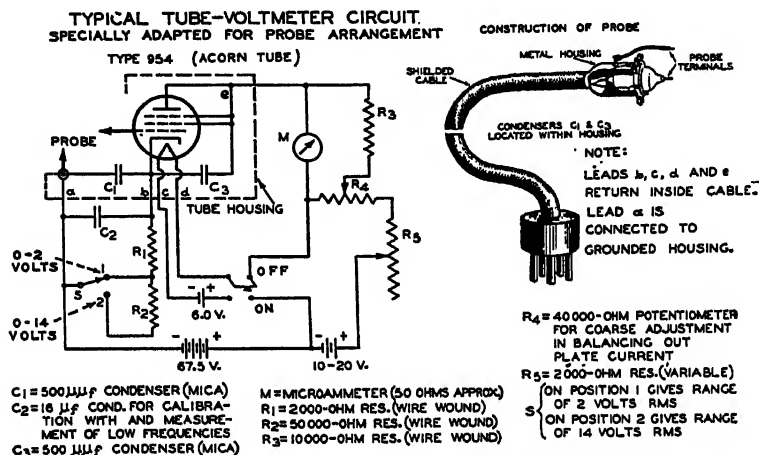 TYPICAL TUBE-VOLTMETER CIRCUIT.
SPECIALLY ADAPTED FOR PROBE ARRANGEMENT
TYPE 954 (ACORN TUBE)
e
PROBE
a
C1
b
c
d
C3
TUBE HOUSING
C2
M
R3
R4
R5
0-2
VOLTS
R1
1
S
2
R2
0-14
VOLTS
OFF
ON
- +
6.0 V.
- +
67.5 V.
- +
10-20 V.
CONSTRUCTION OF PROBE
METAL HOUSING
SHIELDED
CABLE
PROBE
TERMINALS
CONDENSERS C1 & C3
LOCATED WITHIN HOUSING
NOTE:
LEADS b, c, d AND e
RETURN INSIDE CABLE.
LEAD a IS
CONNECTED TO
GROUNDED HOUSING.
C1=500µµf CONDENSER (MICA)
C2=16 µf COND. FOR CALIBRA-
TION WITH AND MEASURE-
MENT OF LOW FREQUENCIES
C3=500 µµf CONDENSER (MICA)
M=MICROAMMETER (50 OHMS APPROX.)
R1=2000-OHM RES. (WIRE WOUND)
R2=50000-OHM RES. (WIRE WOUND)
R3=10000-OHM RES. (WIRE WOUND)
R4=40000-OHM POTENTIOMETER
FOR COARSE ADJUSTMENT
IN BALANCING OUT
PLATE CURRENT
R5=2000-OHM RES. (VARIABLE)
S { ON POSITION 1 GIVES RANGE
OF 2 VOLTS RMS
ON POSITION 2 GIVES RANGE
OF 14 VOLTS RMS